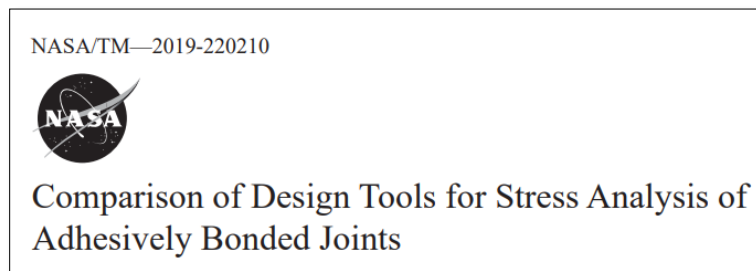 NASA/TM—2019-220210
NASA
Comparison of Design Tools for Stress Analysis of
Adhesively Bonded Joints